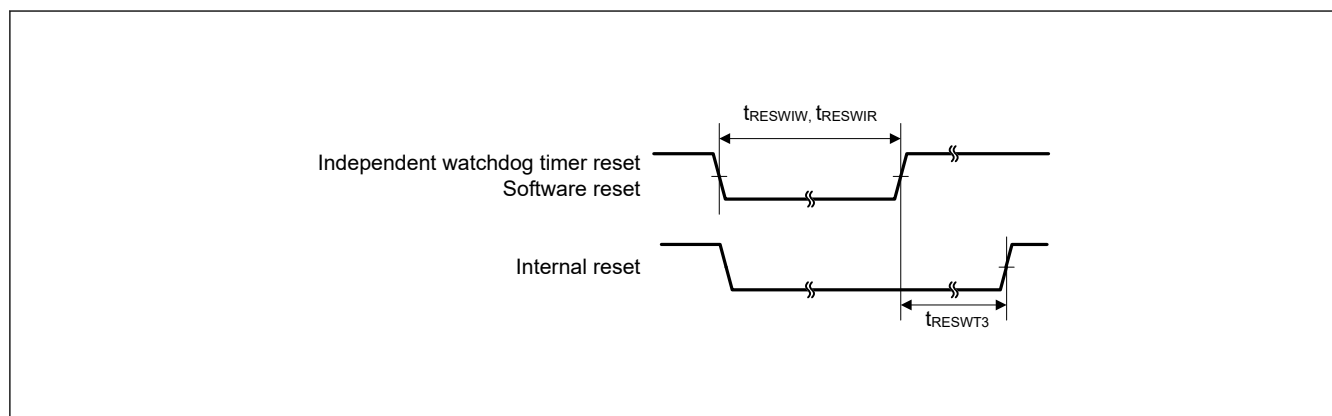 tRESWIW, tRESWIR
Independent watchdog timer reset
Software reset
Internal reset
tRESWT3